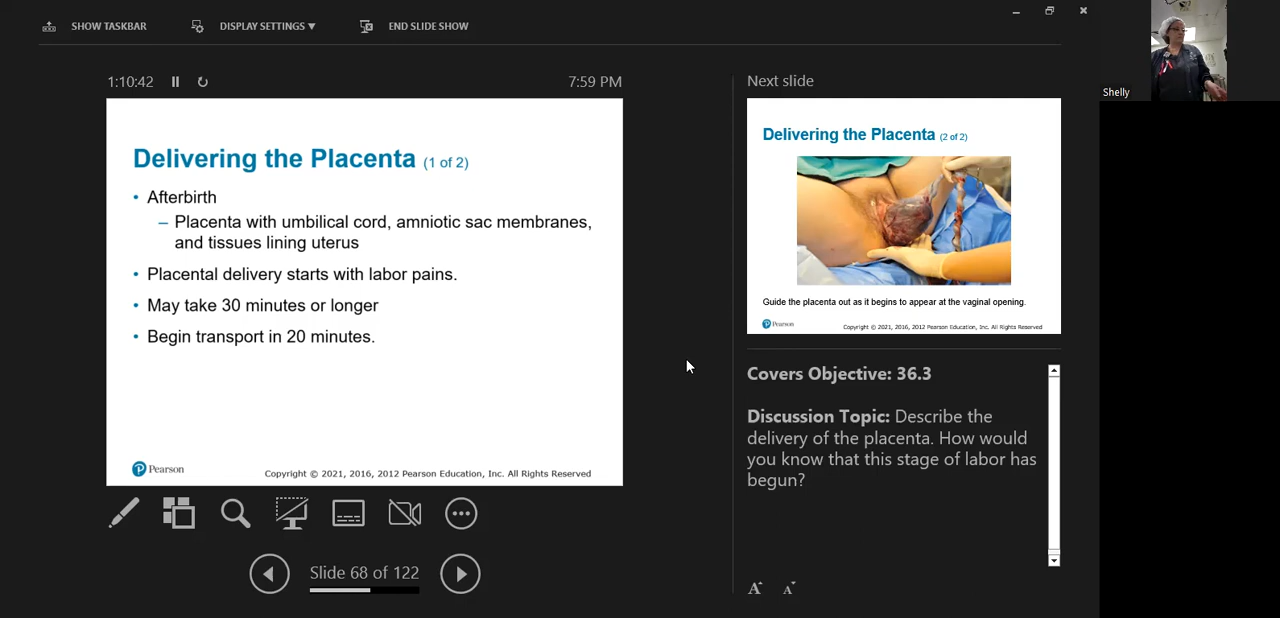 SHOW TASKBAR
DISPLAY SETTINGS ▼
END SLIDE SHOW
Shelly
1:10:42
7:59 PM
Delivering the Placenta (1 of 2)
• Afterbirth
– Placenta with umbilical cord, amniotic sac membranes,
and tissues lining uterus
• Placental delivery starts with labor pains.
• May take 30 minutes or longer
• Begin transport in 20 minutes.
Pearson
Copyright © 2021, 2016, 2012 Pearson Education, Inc. All Rights Reserved
Slide 68 of 122
Next slide
Delivering the Placenta (2 of 2)
Guide the placenta out as it begins to appear at the vaginal opening.
Pearson
Copyright © 2021, 2016, 2012 Pearson Education, Inc. All Rights Reserved
Covers Objective: 36.3
Discussion Topic: Describe the
delivery of the placenta. How would
you know that this stage of labor has
begun?
A A